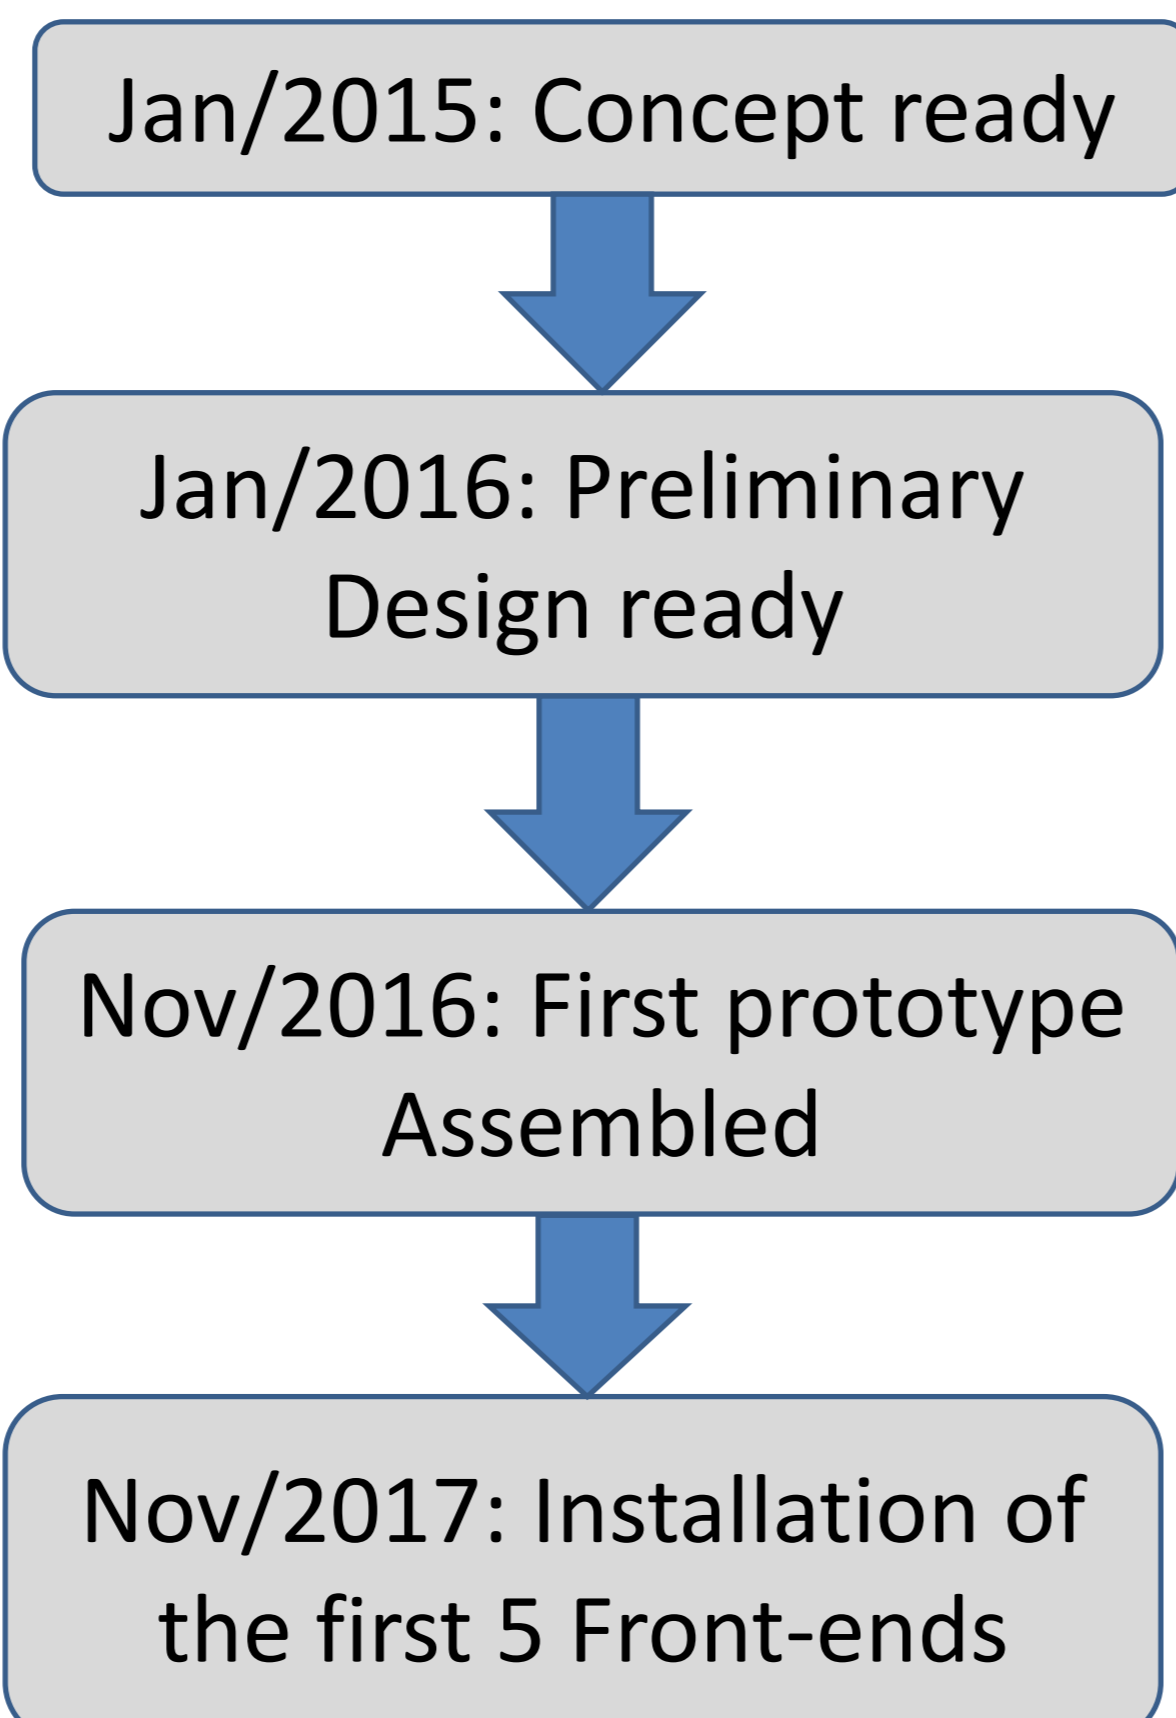 Jan/2015: Concept ready
Jan/2016: Preliminary
Design ready
Nov/2016: First prototype
Assembled
Nov/2017: Installation of
the first 5 Front-ends